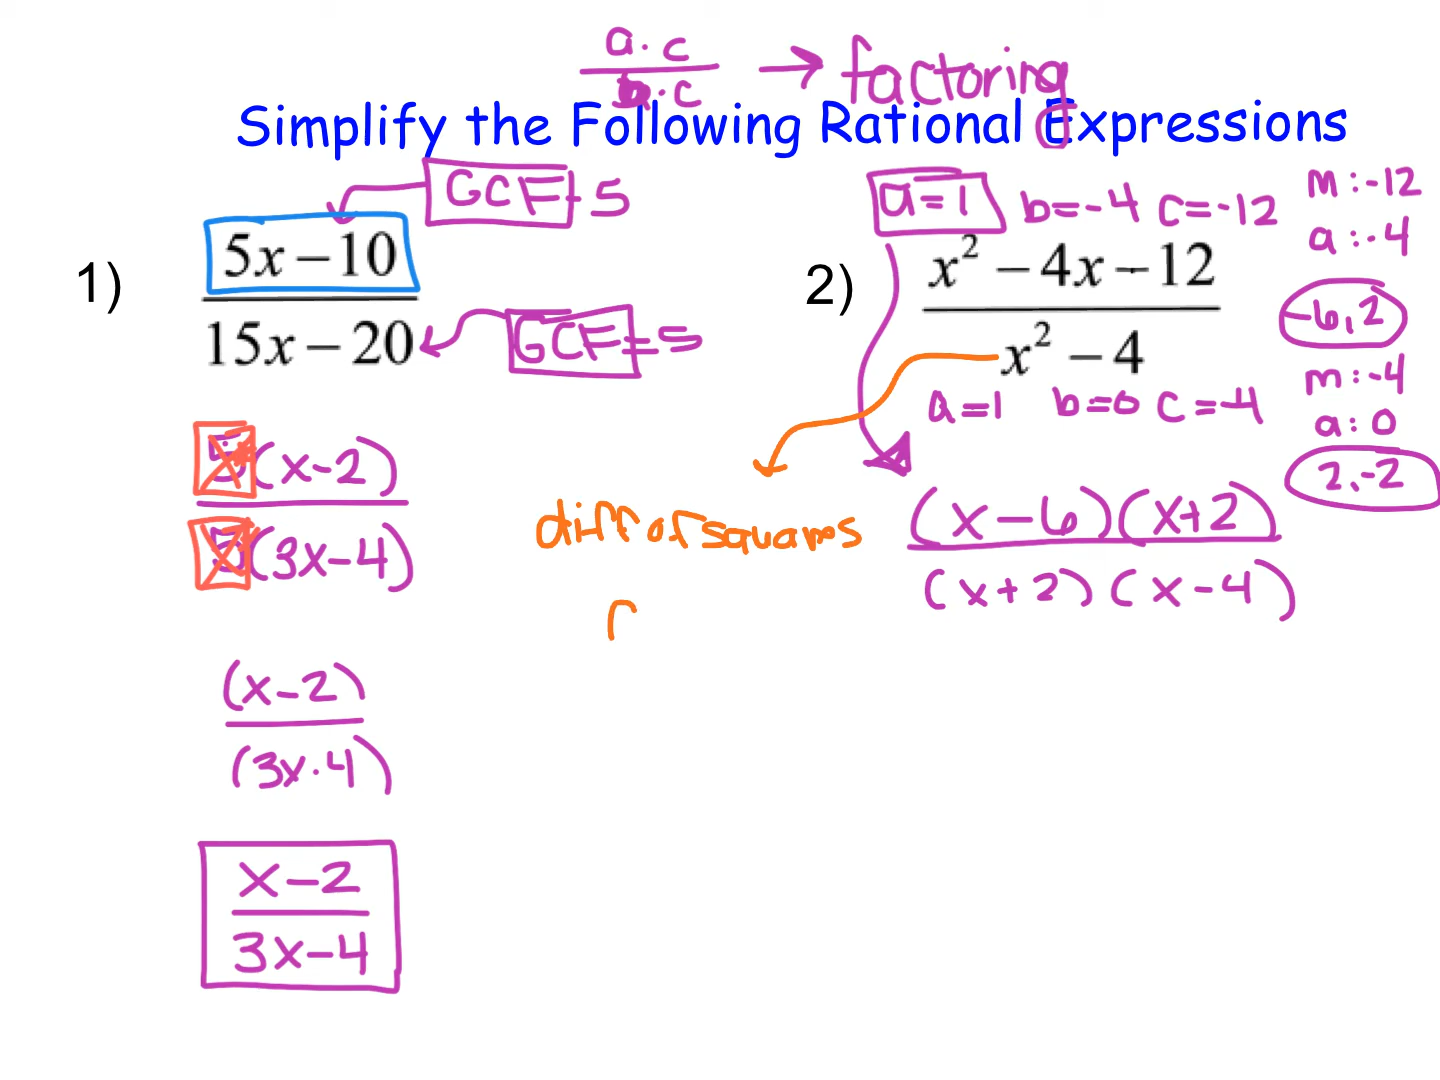 a · c / b · c → factoring
Simplify the Following Rational Expressions
GCF = 5
1) 5x – 10 / 15x – 20
GCF = 5
5(x-2) / 5(3x-4)
(x-2) / (3x·4)
x-2 / 3x-4
a=1 b=-4 c=-12
2) x² – 4x – 12 / x² – 4
a=1 b=0 c=-4
m:-12
a:-4
-6,2
m:-4
a:0
2,-2
diff of squares
(x-6)(x+2) / (x+2)(x-4)